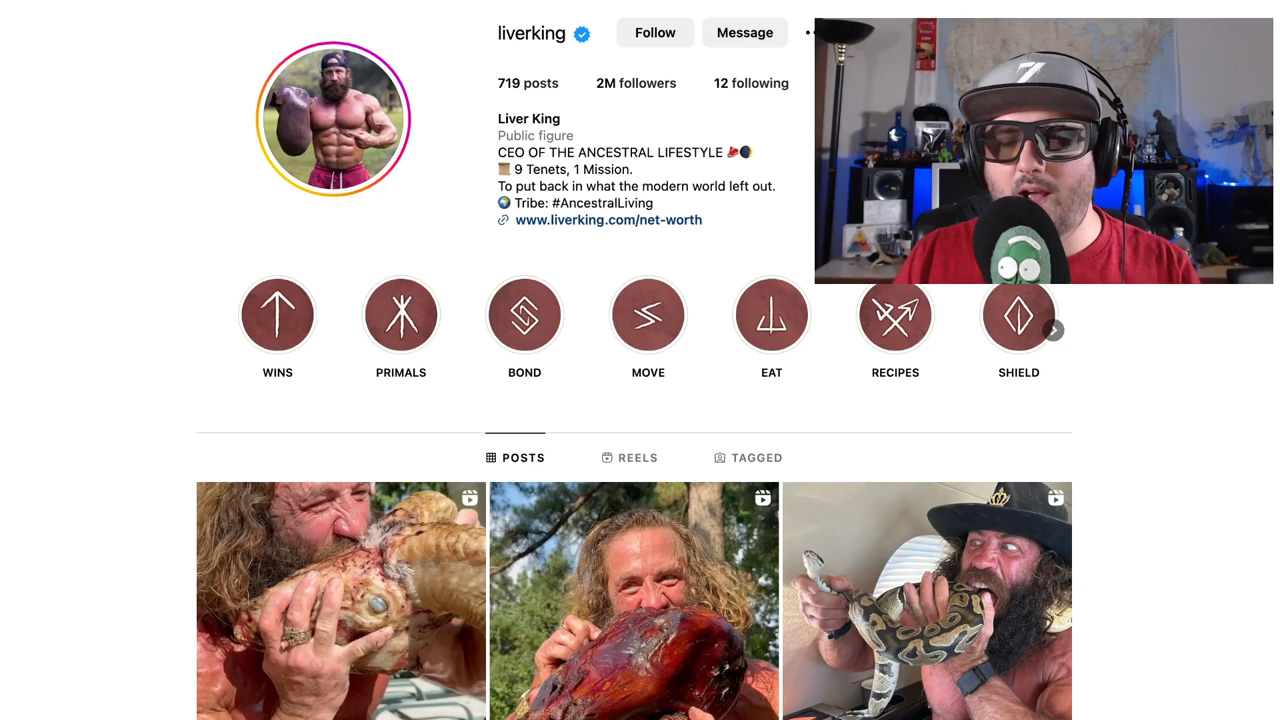 liverking
Follow
Message
719 posts
2M followers
12 following
Liver King
Public figure
CEO OF THE ANCESTRAL LIFESTYLE
9 Tenets, 1 Mission.
To put back in what the modern world left out.
Tribe: #AncestralLiving
www.liverking.com/net-worth
WINS
PRIMALS
BOND
MOVE
EAT
RECIPES
SHIELD
POSTS
REELS
TAGGED